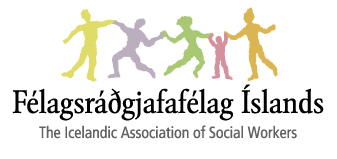 Félagsráðgjafafélag Íslands
The Icelandic Association of Social Workers